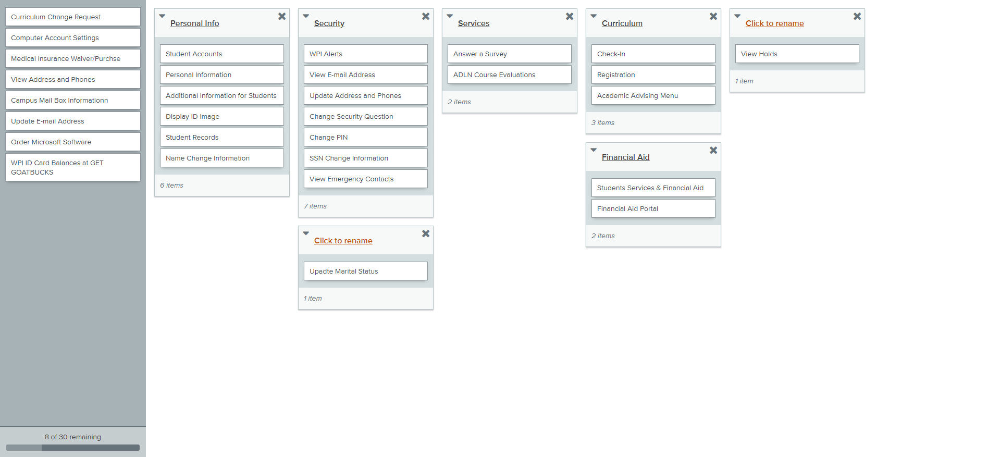 Curriculum Change Request
Computer Account Settings
Medical Insurance Waiver/Purchse
View Address and Phones
Campus Mail Box Informationn
Update E-mail Address
Order Microsoft Software
WPI ID Card Balances at GET
GOATBUCKS
8 of 30 remaining
Personal Info
Student Accounts
Personal Information
Additional Information for Students
Display ID Image
Student Records
Name Change Information
6 items
Security
WPI Alerts
View E-mail Address
Update Address and Phones
Change Security Question
Change PIN
SSN Change Information
View Emergency Contacts
7 items
Click to rename
Upadte Marital Status
1 item
Services
Answer a Survey
ADLN Course Evaluations
2 items
Curriculum
Check-In
Registration
Academic Advising Menu
3 items
Financial Aid
Students Services & Financial Aid
Financial Aid Portal
2 items
Click to rename
View Holds
1 item